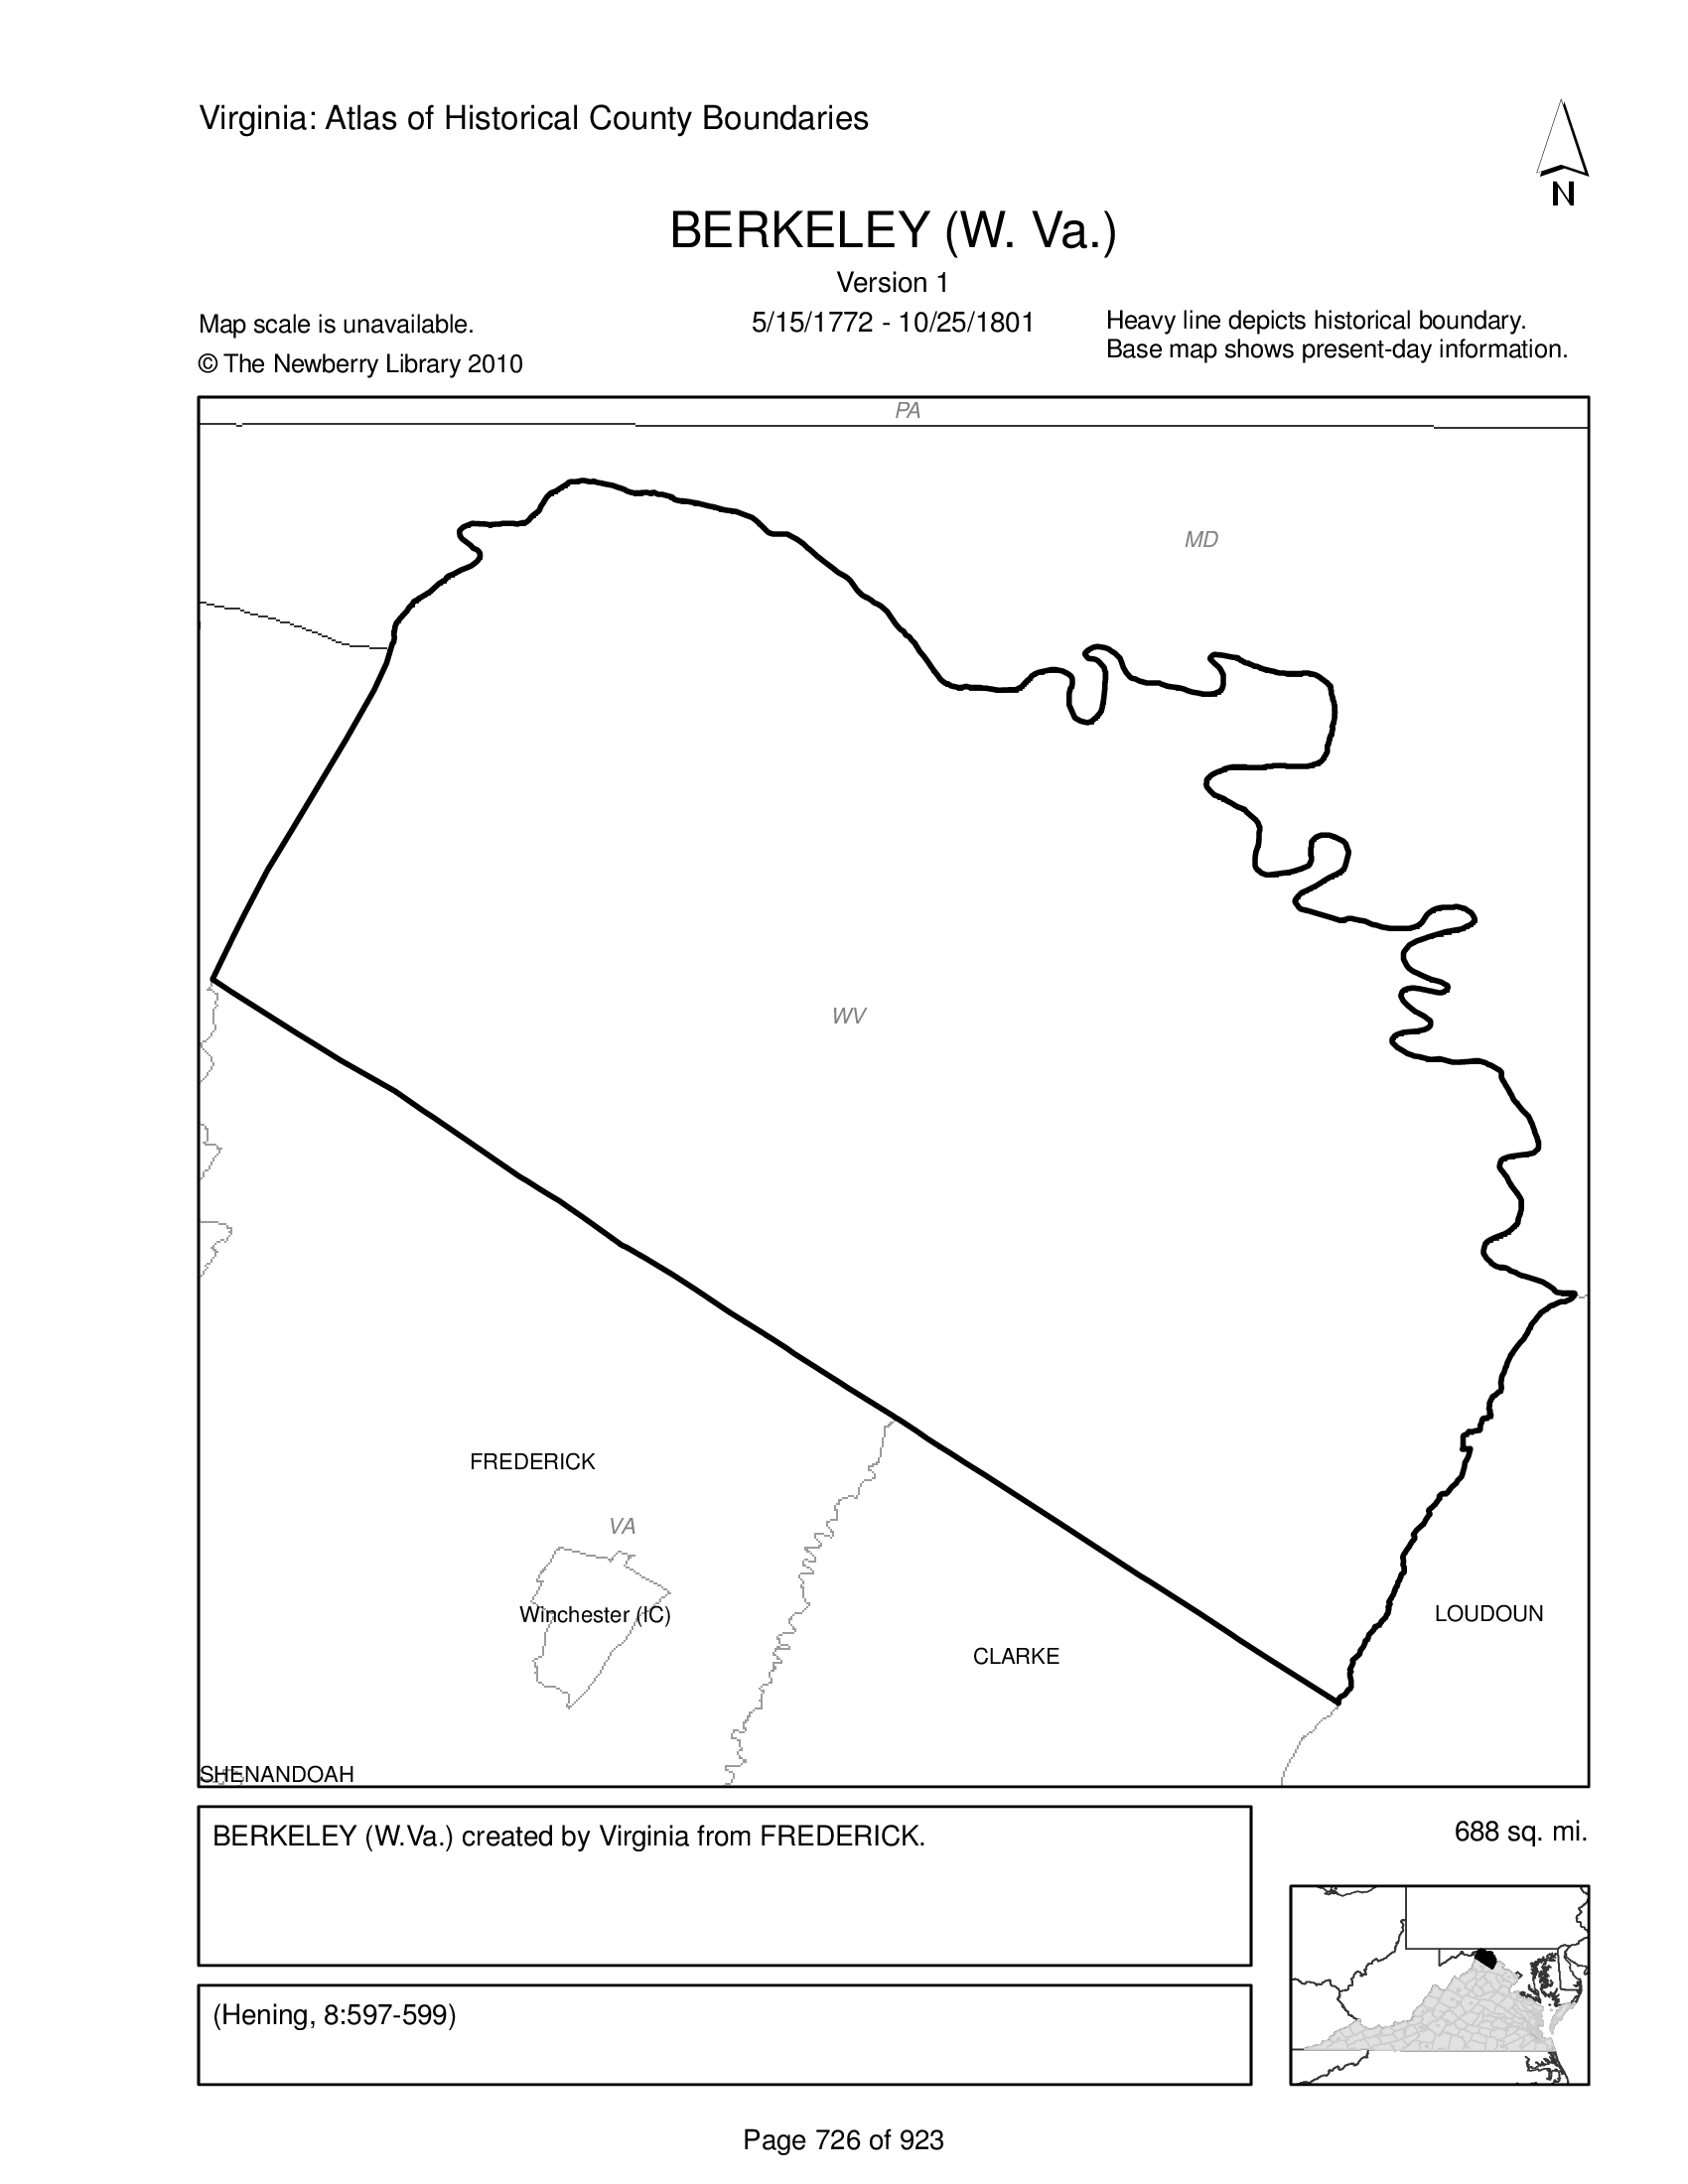 Virginia: Atlas of Historical County Boundaries
N
BERKELEY (W. Va.)
Version 1
Map scale is unavailable.
5/15/1772 - 10/25/1801
Heavy line depicts historical boundary.
© The Newberry Library 2010
Base map shows present-day information.
PA
MD
WV
FREDERICK
VA
Winchester (IC)
LOUDOUN
CLARKE
SHENANDOAH
BERKELEY (W.Va.) created by Virginia from FREDERICK.
688 sq. mi.
(Hening, 8:597-599)
Page 726 of 923